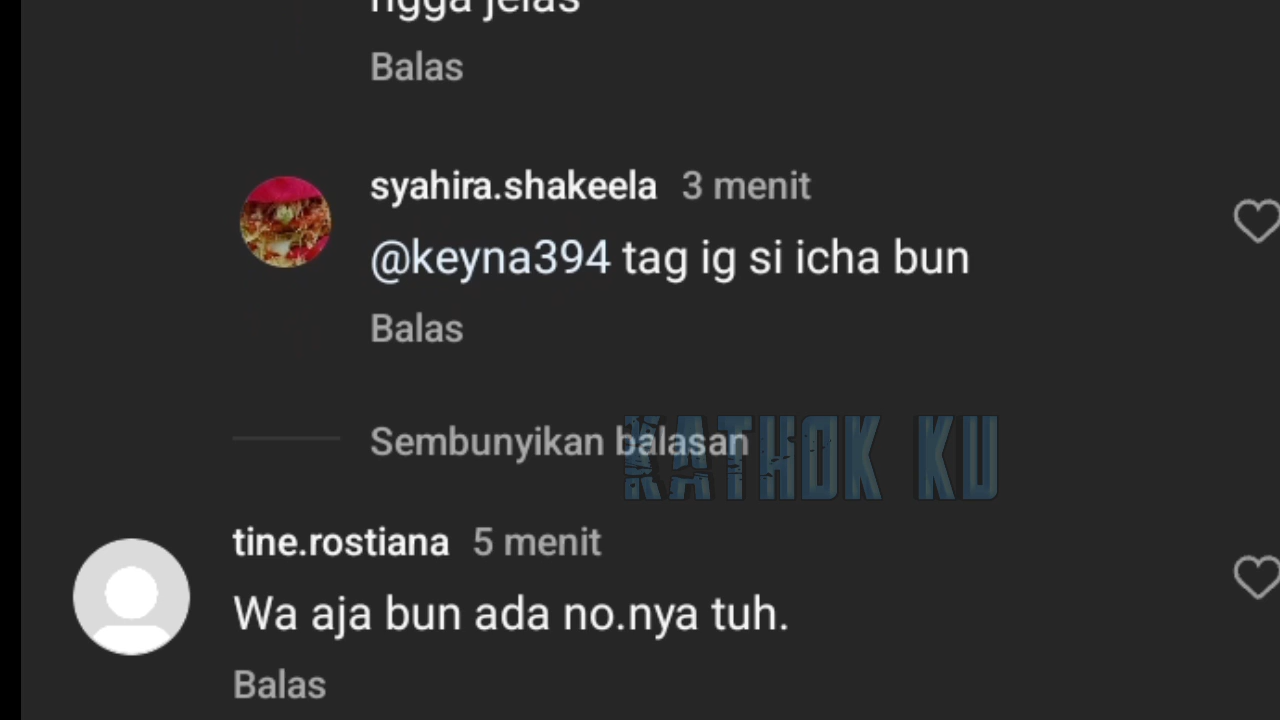 ngga jelas
Balas
syahira.shakeela 3 menit
@keyna394 tag ig si icha bun
Balas
Sembunyikan balasan
KATHOK KU
tine.rostiana 5 menit
Wa aja bun ada no.nya tuh.
Balas